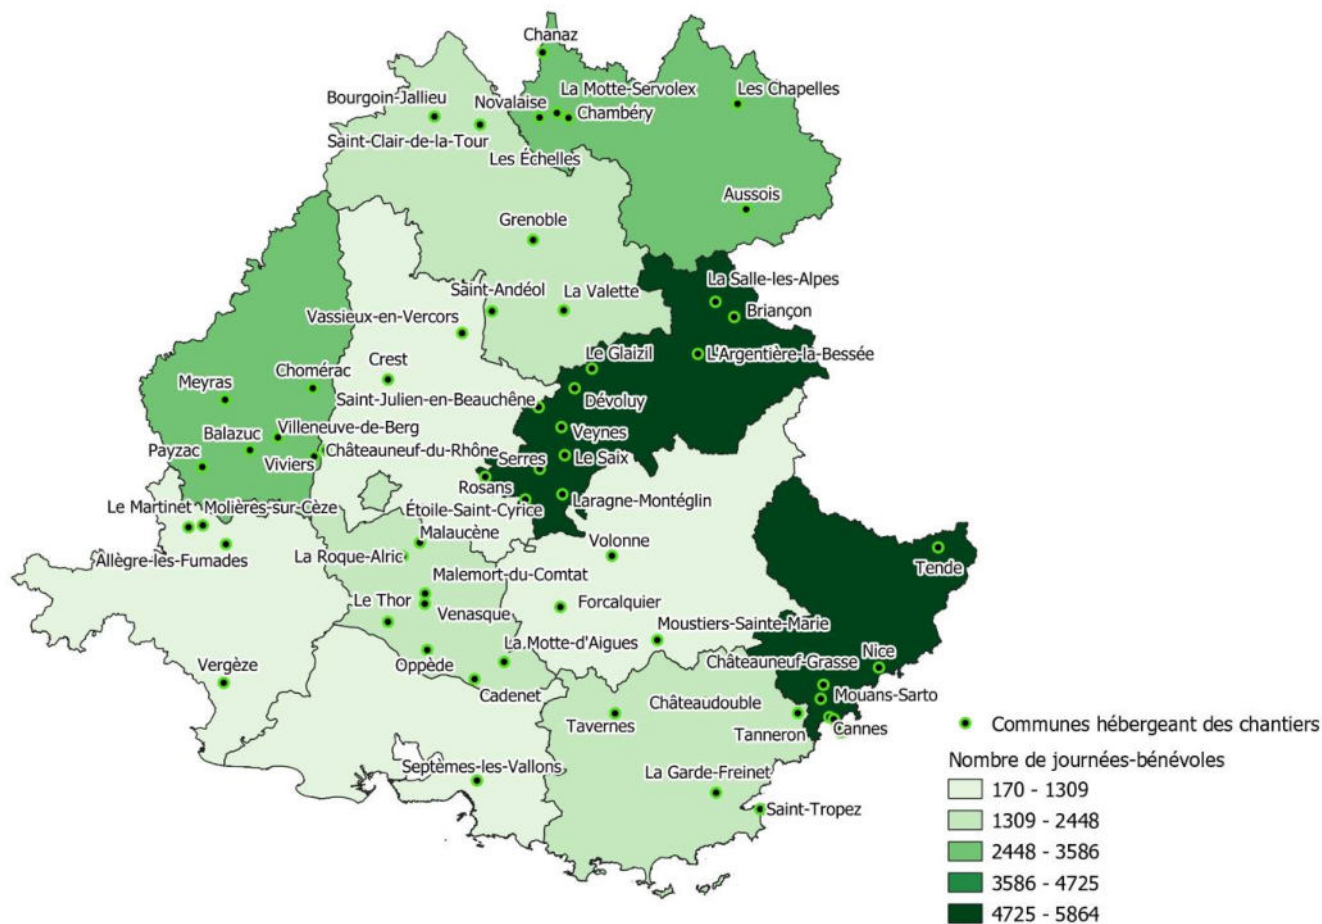 Chanaz
La Motte-Servolex
Les Chapelles
Bourgoin-Jallieu
Novalaise
Chambéry
Saint-Clair-de-la-Tour
Les Échelles
Aussois
Grenoble
La Salle-les-Alpes
Saint-Andéol
La Valette
Briançon
Vassieux-en-Vercors
Le Glaizil
L'Argentière-la-Bessée
Crest
Chomérac
Meyras
Saint-Julien-en-Beauchêne
Dévoluy
Villeneuve-de-Berg
Veynes
Balazuc
Châteauneuf-du-Rhône
Payzac
Viviers
Serres
Le Saix
Rosans
Laragne-Montéglin
Le Martinet
Molières-sur-Cèze
Étoile-Saint-Cyrice
Malaucène
Allègre-les-Fumades
La Roque-Alric
Volonne
Tende
Malemort-du-Comtat
Le Thor
Venasque
Forcalquier
Moustiers-Sainte-Marie
La Motte-d'Aigues
Nice
Oppède
Châteauneuf-Grasse
Vergèze
Cadenet
Châteaudouble
Mouans-Sarto
Tavernes
Tanneron
Cannes
Septèmes-les-Vallons
La Garde-Freinet
Saint-Tropez
Communes hébergeant des chantiers
Nombre de journées-bénévoles
170 - 1309
1309 - 2448
2448 - 3586
3586 - 4725
4725 - 5864